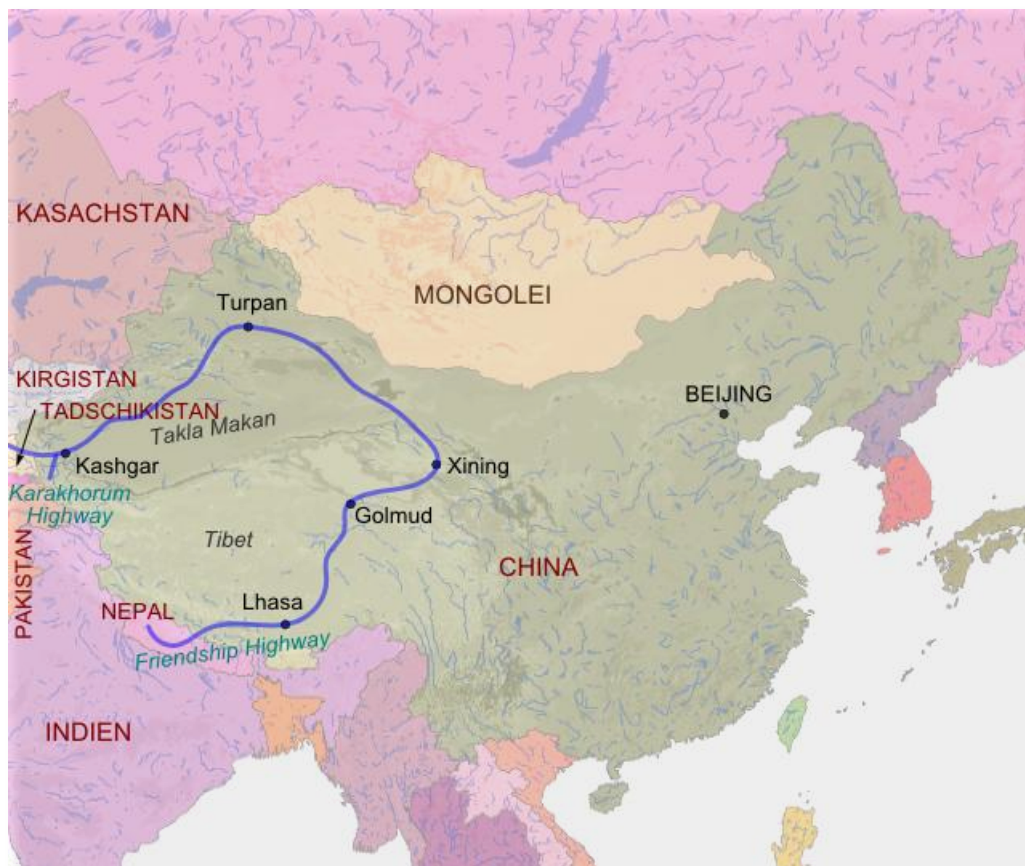 KASACHSTAN
MONGOLEI
Turpan
KIRGISTAN
TADSCHIKISTAN
BEIJING
Takla Makan
Kashgar
Xining
Karakhorum
Highway
Golmud
Tibet
PAKISTAN
CHINA
NEPAL
Lhasa
Friendship Highway
INDIEN